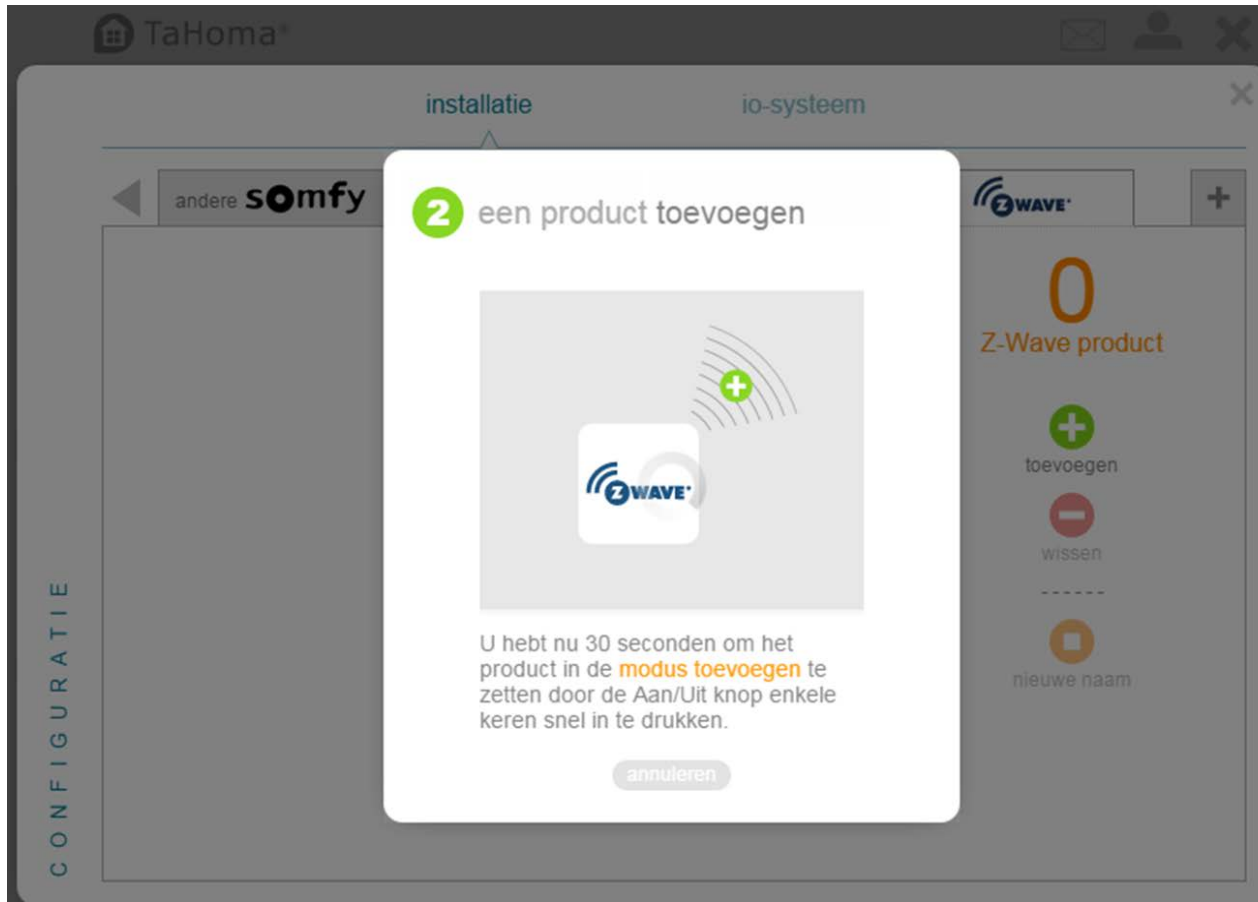 TaHoma®
installatie
io-systeem
andere somfy
ZWAVE®
2 een product toevoegen
ZWAVE®
U hebt nu 30 seconden om het
product in de modus toevoegen te
zetten door de Aan/Uit knop enkele
keren snel in te drukken.
annuleren
0
Z-Wave product
toevoegen
wissen
nieuwe naam
CONFIGURATIE